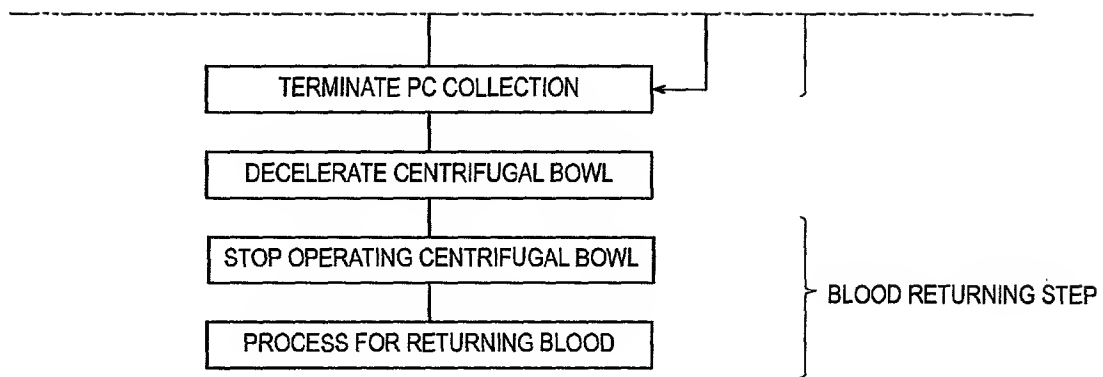 TERMINATE PC COLLECTION
DECELERATE CENTRIFUGAL BOWL
STOP OPERATING CENTRIFUGAL BOWL
BLOOD RETURNING STEP
PROCESS FOR RETURNING BLOOD